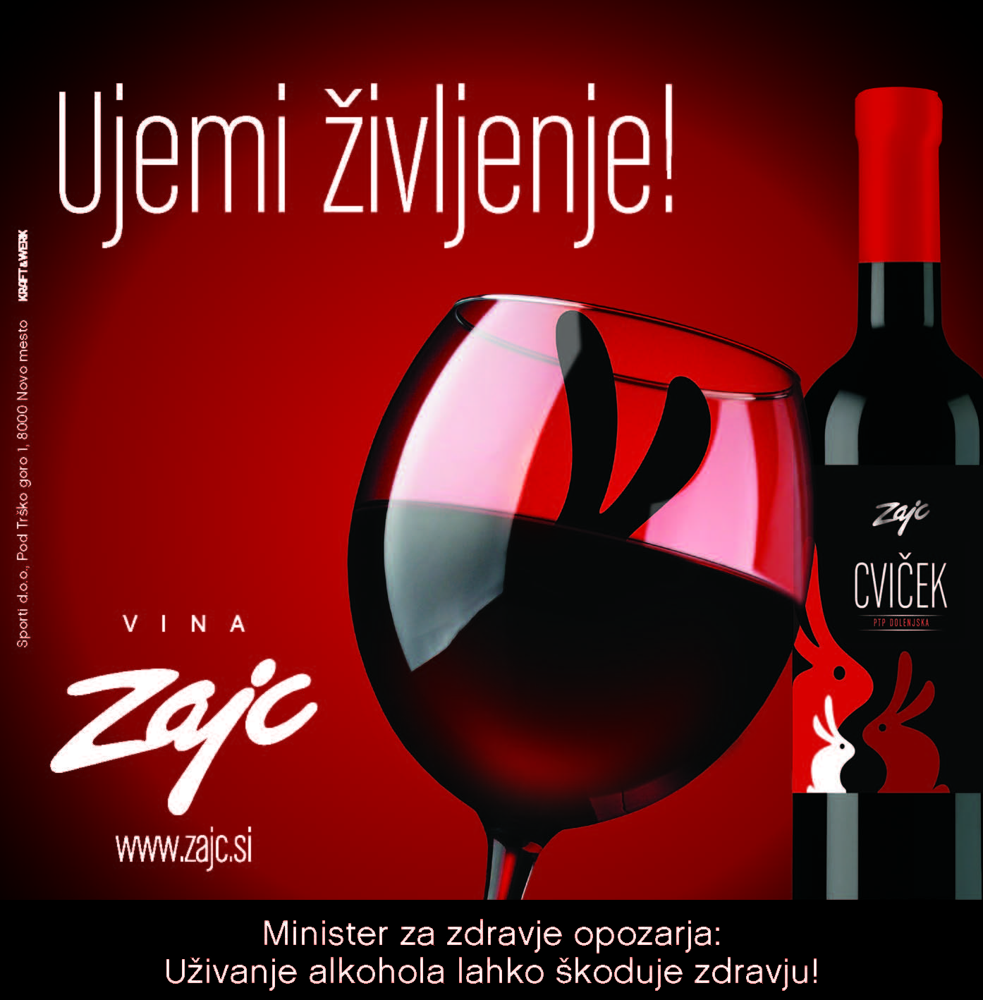 Ujemi življenje!
Sporti d.o.o., Pod Trško goro 1, 8000 Novo mesto KRAFT&WERK
zajc
CVIČEK
PTP DOLENJSKA
VINA
zajc
www.zajc.si
Minister za zdravje opozarja:
Uživanje alkohola lahko škoduje zdravju!